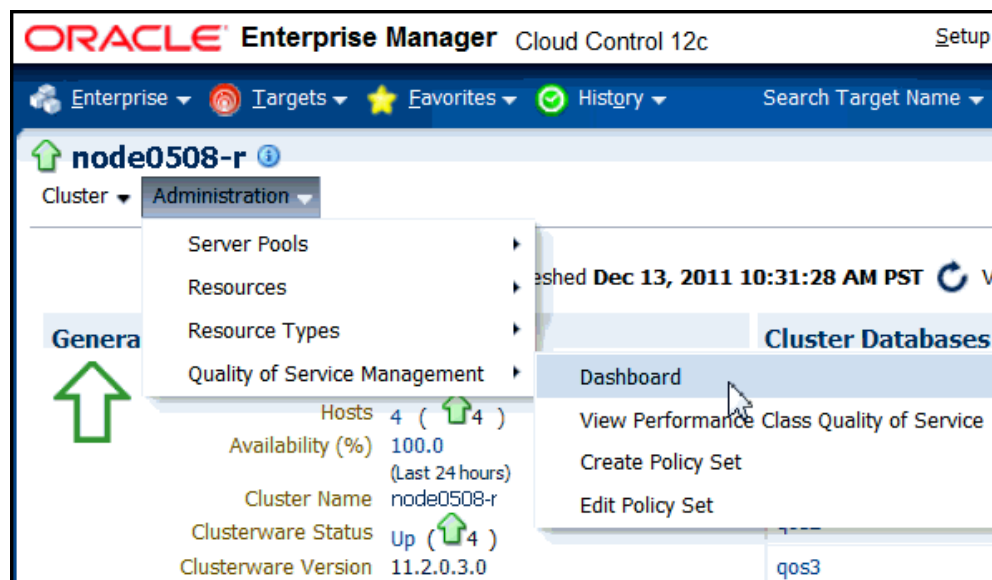 ORACLE Enterprise Manager Cloud Control 12c Setup
Enterprise Targets Favorites History Search Target Name
node0508-r
Cluster Administration
Server Pools
Resources
Resource Types
Quality of Service Management
Dashboard
View Performance Class Quality of Service
Create Policy Set
Edit Policy Set
eshed Dec 13, 2011 10:31:28 AM PST V
Genera
Cluster Databases
Hosts 4 ( 4 )
Availability (%) 100.0
(Last 24 hours)
Cluster Name node0508-r
Clusterware Status Up ( 4 )
Clusterware Version 11.2.0.3.0
qos3